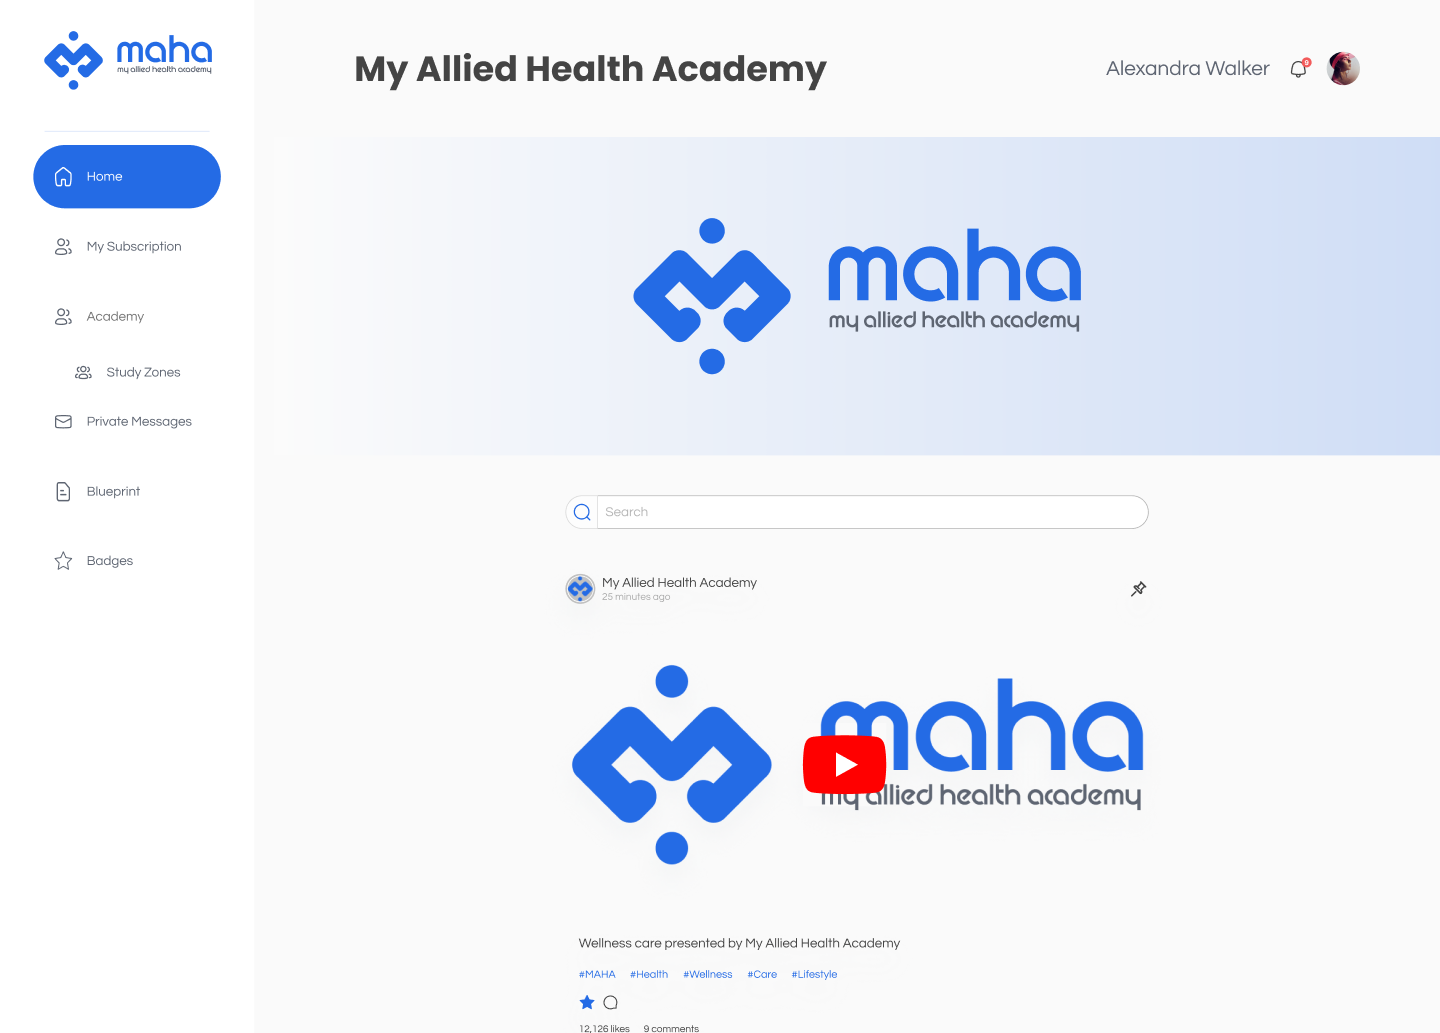 maha
my allied health academy
Home
My Subscription
Academy
Study Zones
Private Messages
Blueprint
Badges
My Allied Health Academy
Alexandra Walker
9
maha
my allied health academy
Search
My Allied Health Academy
25 minutes ago
maha
my allied health academy
Wellness care presented by My Allied Health Academy
#MAHA #Health #Wellness #Care #Lifestyle
12,126 likes 9 comments